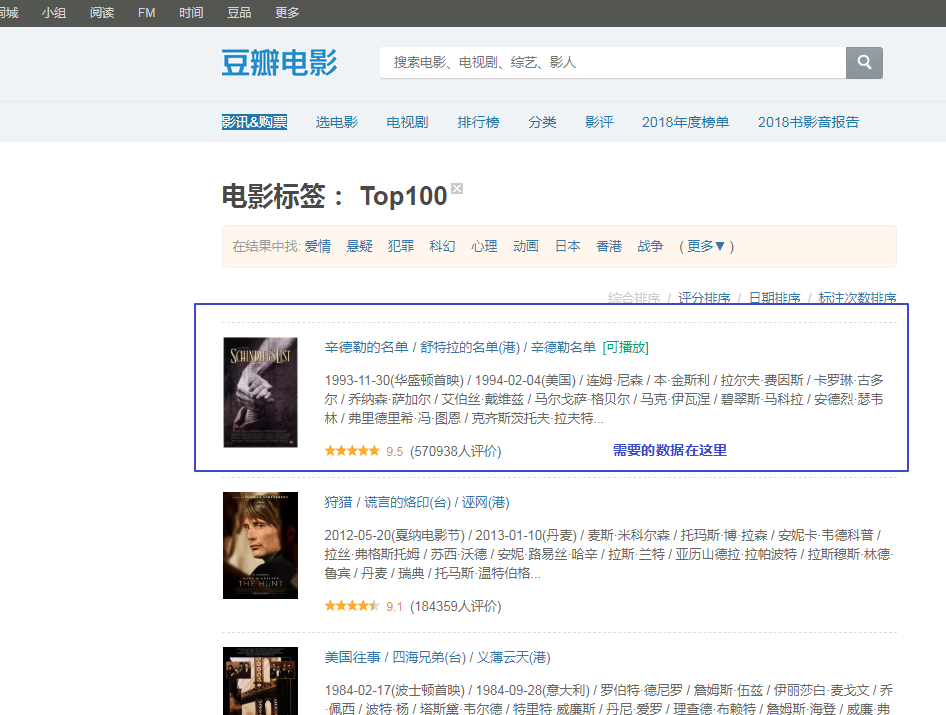 同城 小组 阅读 FM 时间 豆品 更多
豆瓣电影 搜索电影、电视剧、综艺、影人
影讯&购票 选电影 电视剧 排行榜 分类 影评 2018年度榜单 2018书影音报告
电影标签： Top100
在结果中找: 爱情 悬疑 犯罪 科幻 心理 动画 日本 香港 战争 ( 更多▼ )
综合排序 / 评分排序 / 日期排序 / 标注次数排序
SCHINDLER'S LIST
辛德勒的名单 / 舒特拉的名单(港) / 辛德勒名单 [可播放]
1993-11-30(华盛顿首映) / 1994-02-04(美国) / 连姆·尼森 / 本·金斯利 / 拉尔夫·费因斯 / 卡罗琳·古多
尔 / 乔纳森·萨加尔 / 艾伯丝·戴维兹 / 马尔戈萨·格贝尔 / 马克·伊瓦涅 / 碧翠斯·马科拉 / 安德烈·瑟韦
林 / 弗里德里希·冯·图恩 / 克齐斯茨托夫·拉夫特...
9.5 (570938人评价) 需要的数据在这里
THE HUNT
狩猎 / 谎言的烙印(台) / 诬网(港)
2012-05-20(戛纳电影节) / 2013-01-10(丹麦) / 麦斯·米科尔森 / 托玛斯·博·拉森 / 安妮卡·韦德科普 /
拉丝·弗格斯托姆 / 苏西·沃德 / 安妮·路易丝·哈辛 / 拉斯·兰特 / 亚历山德拉·拉帕波特 / 拉斯穆斯·林德·
鲁宾 / 丹麦 / 瑞典 / 托马斯·温特伯格...
9.1 (184359人评价)
美国往事 / 四海兄弟(台) / 义薄云天(港)
1984-02-17(波士顿首映) / 1984-09-28(意大利) / 罗伯特·德尼罗 / 詹姆斯·伍兹 / 伊丽莎白·麦戈文 / 乔
·佩西 / 波特·杨 / 塔斯黛·韦尔德 / 特里特·威廉斯 / 丹尼·爱罗 / 理查德·布赖特 / 詹姆斯·海登 / 威廉·弗